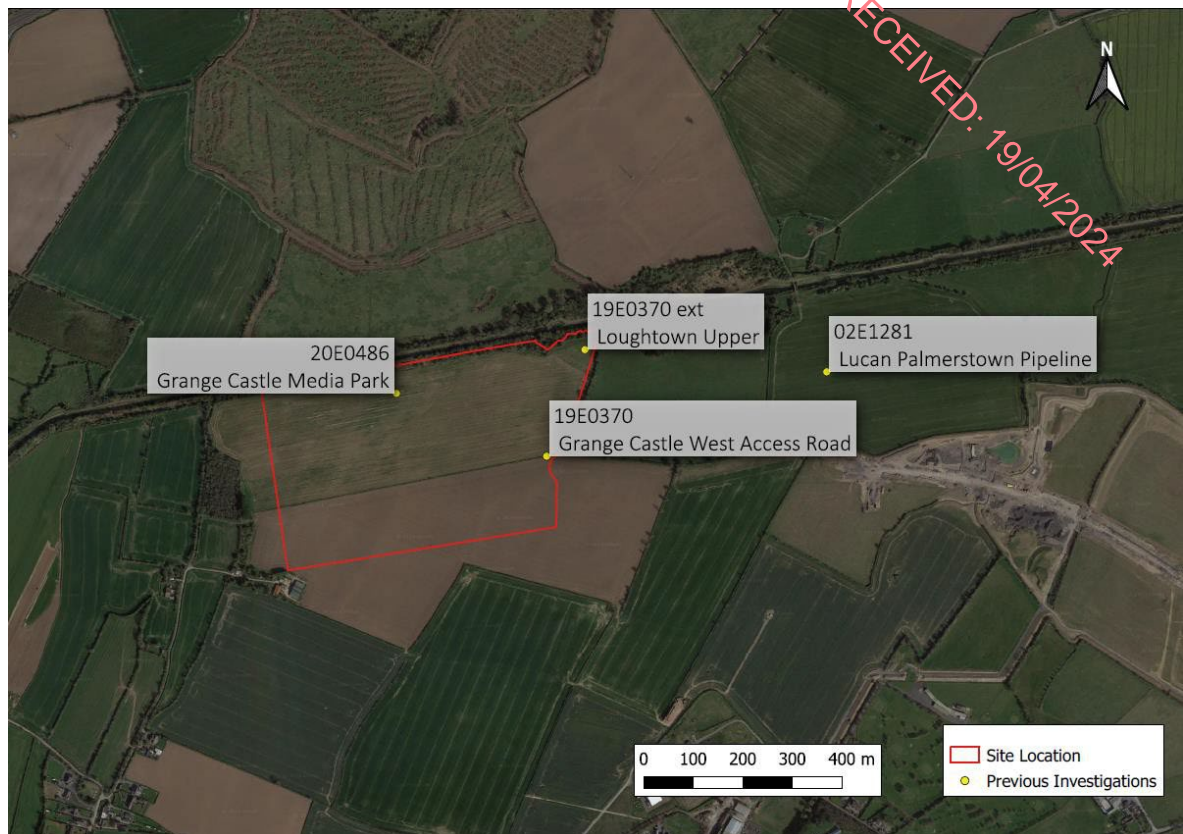 RECEIVED: 19/04/2024
N
19E0370 ext
Loughtown Upper
02E1281
Lucan Palmerstown Pipeline
20E0486
Grange Castle Media Park
19E0370
Grange Castle West Access Road
0 100 200 300 400 m
Site Location
Previous Investigations